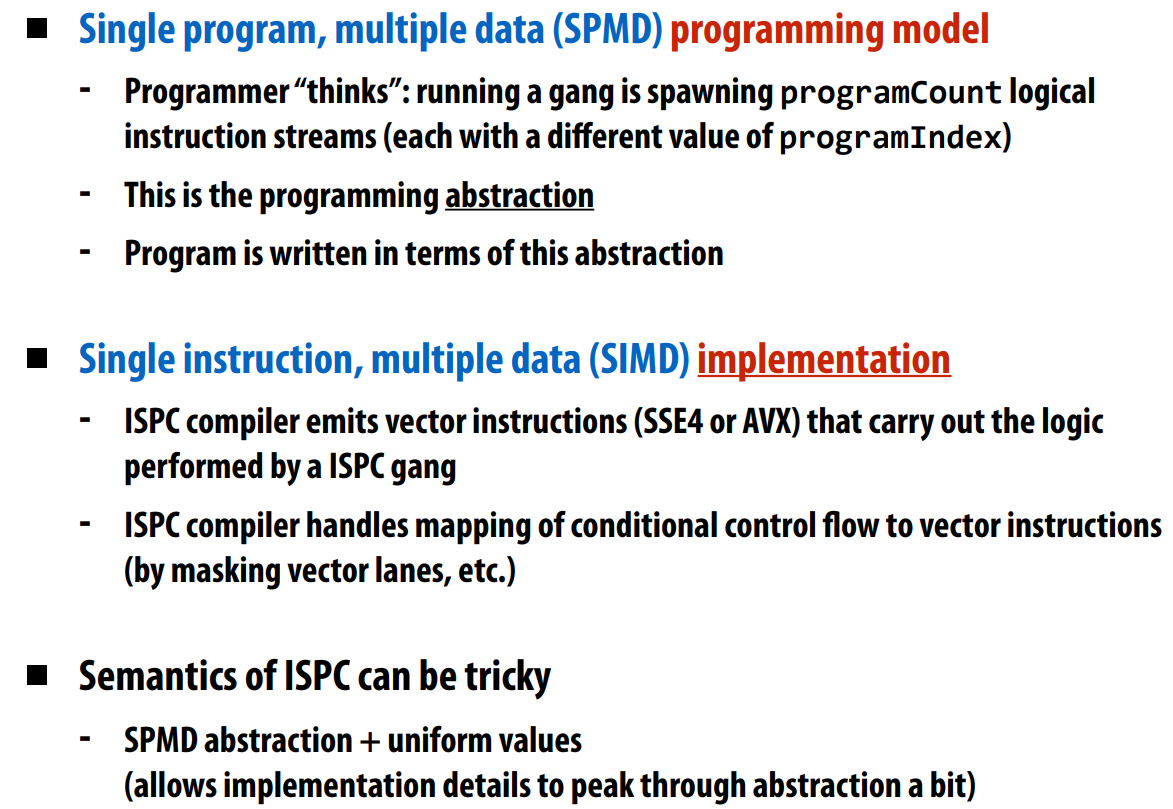 ▪ Single program, multiple data (SPMD) programming model
- Programmer “thinks”: running a gang is spawning programCount logical
instruction streams (each with a different value of programIndex)
- This is the programming abstraction
- Program is written in terms of this abstraction
▪ Single instruction, multiple data (SIMD) implementation
- ISPC compiler emits vector instructions (SSE4 or AVX) that carry out the logic
performed by a ISPC gang
- ISPC compiler handles mapping of conditional control flow to vector instructions
(by masking vector lanes, etc.)
▪ Semantics of ISPC can be tricky
- SPMD abstraction + uniform values
(allows implementation details to peak through abstraction a bit)